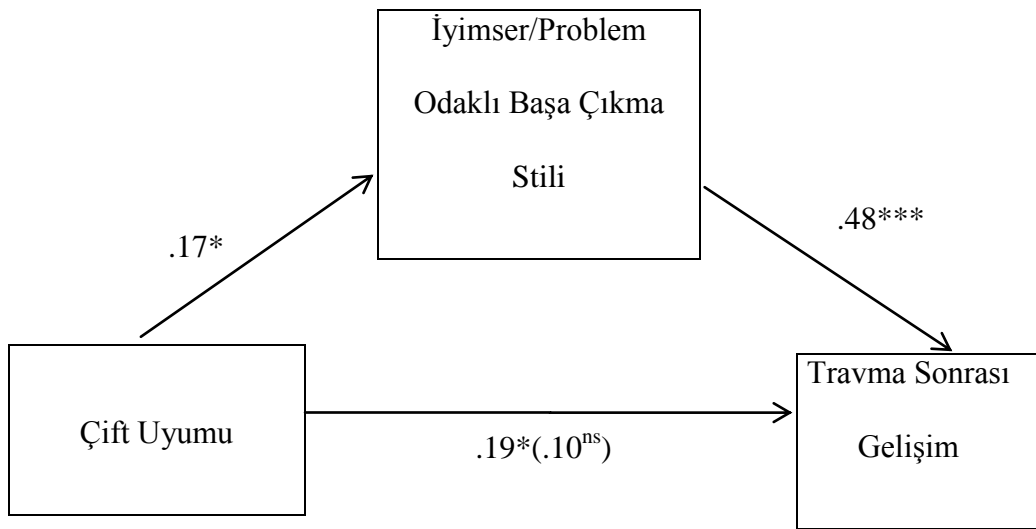 İyimser/Problem
Odaklı Başa Çıkma
Stili
.17*
.48***
Çift Uyumu
.19*(.10ns)
Travma Sonrası
Gelişim